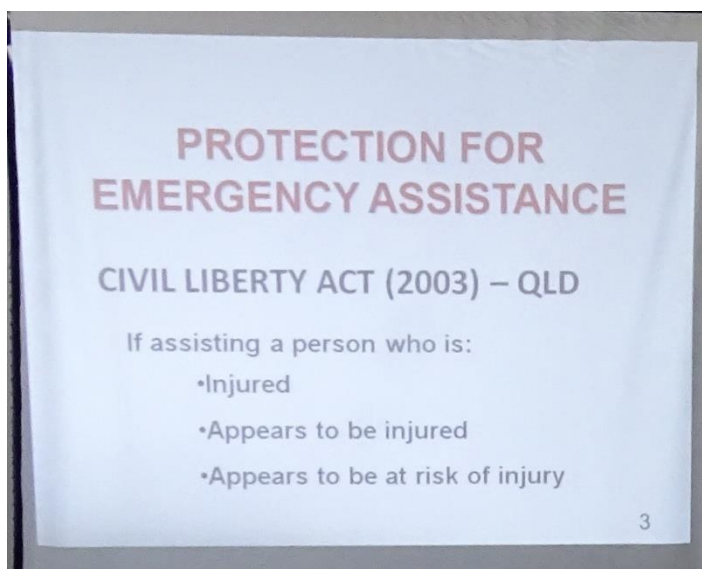 PROTECTION FOR
EMERGENCY ASSISTANCE
CIVIL LIBERTY ACT (2003) – QLD
If assisting a person who is:
•Injured
•Appears to be injured
•Appears to be at risk of injury
3